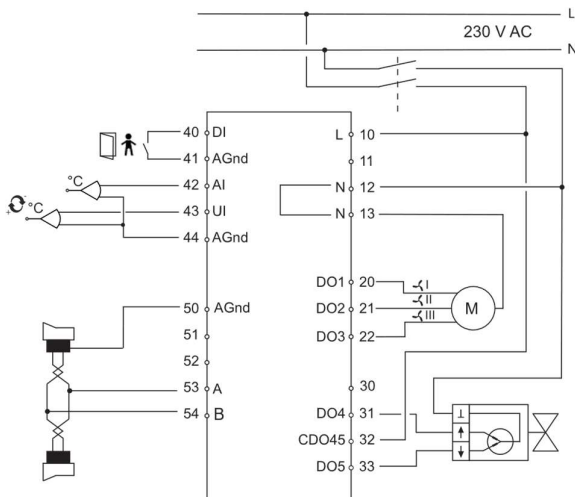 L
230 V AC
N
40 DI
41 AGnd
°C 42 AI
°C 43 UI
44 AGnd
50 AGnd
51
52
53 A
54 B
L 10
11
N 12
N 13
DO1 20 I
DO2 21 II
DO3 22 III
M
30
DO4 31
CDO45 32
DO5 33